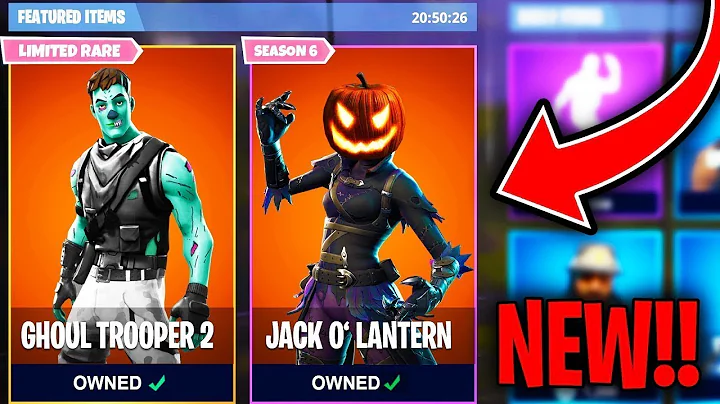 FEATURED ITEMS
20:50:26
LIMITED RARE
SEASON 6
GHOUL TROOPER 2
JACK O' LANTERN
OWNED
OWNED
NEW!!